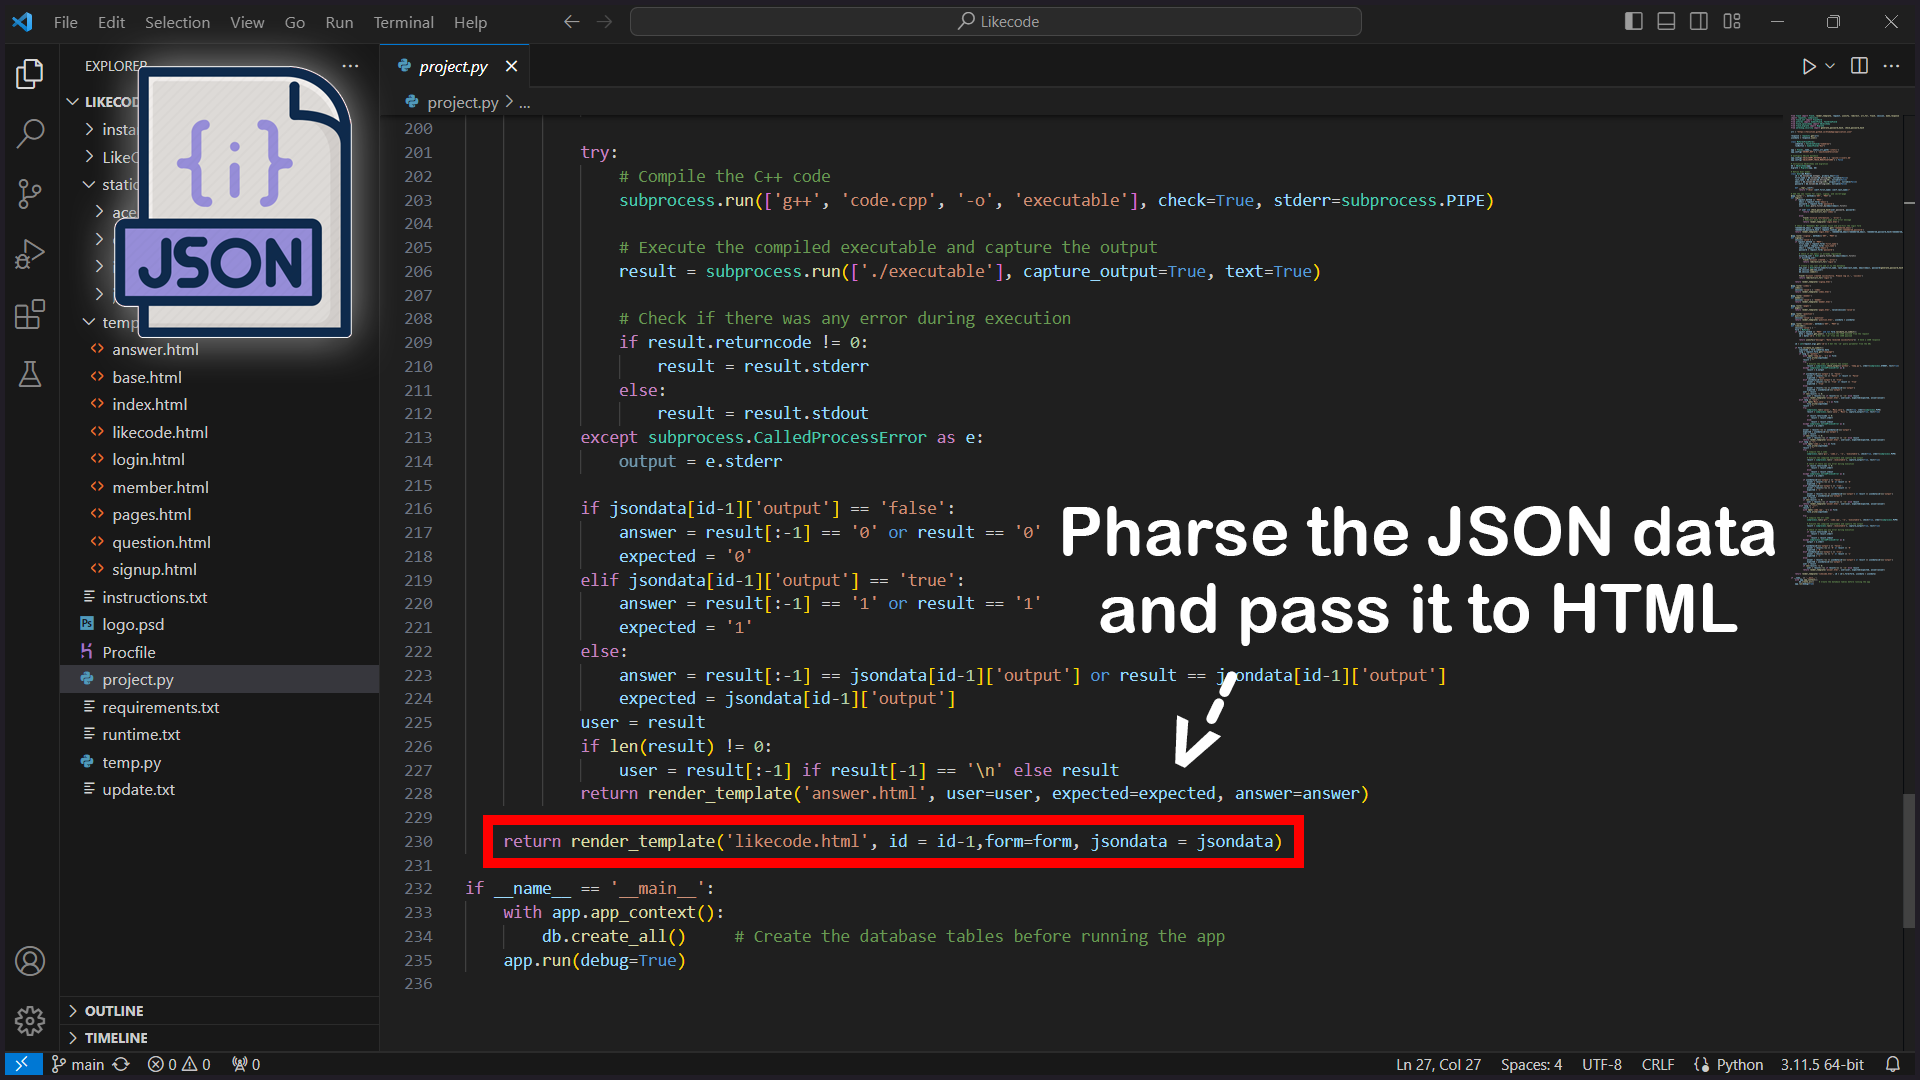 File Edit Selection View Go Run Terminal Help
Likecode
EXPLORER
LIKECOD
insta
LikeC
static
ace
temp
answer.html
base.html
index.html
likecode.html
login.html
member.html
pages.html
question.html
signup.html
instructions.txt
logo.psd
Procfile
project.py
requirements.txt
runtime.txt
temp.py
update.txt
OUTLINE
TIMELINE
{i}
JSON
project.py
project.py > ...
200
201 try:
202 # Compile the C++ code
203 subprocess.run(['g++', 'code.cpp', '-o', 'executable'], check=True, stderr=subprocess.PIPE)
204
205 # Execute the compiled executable and capture the output
206 result = subprocess.run(['./executable'], capture_output=True, text=True)
207
208 # Check if there was any error during execution
209 if result.returncode != 0:
210 result = result.stderr
211 else:
212 result = result.stdout
213 except subprocess.CalledProcessError as e:
214 output = e.stderr
215
216 if jsondata[id-1]['output'] == 'false':
217 answer = result[:-1] == '0' or result == '0'
218 expected = '0'
219 elif jsondata[id-1]['output'] == 'true':
220 answer = result[:-1] == '1' or result == '1'
221 expected = '1'
222 else:
223 answer = result[:-1] == jsondata[id-1]['output'] or result == jsondata[id-1]['output']
224 expected = jsondata[id-1]['output']
225 user = result
226 if len(result) != 0:
227 user = result[:-1] if result[-1] == '\n' else result
228 return render_template('answer.html', user=user, expected=expected, answer=answer)
229
230 return render_template('likecode.html', id = id-1,form=form, jsondata = jsondata)
231
232 if __name__ == '__main__':
233 with app.app_context():
234 db.create_all() # Create the database tables before running the app
235 app.run(debug=True)
236
Pharse the JSON data
and pass it to HTML
main 0 0 0
Ln 27, Col 27 Spaces: 4 UTF-8 CRLF Python 3.11.5 64-bit